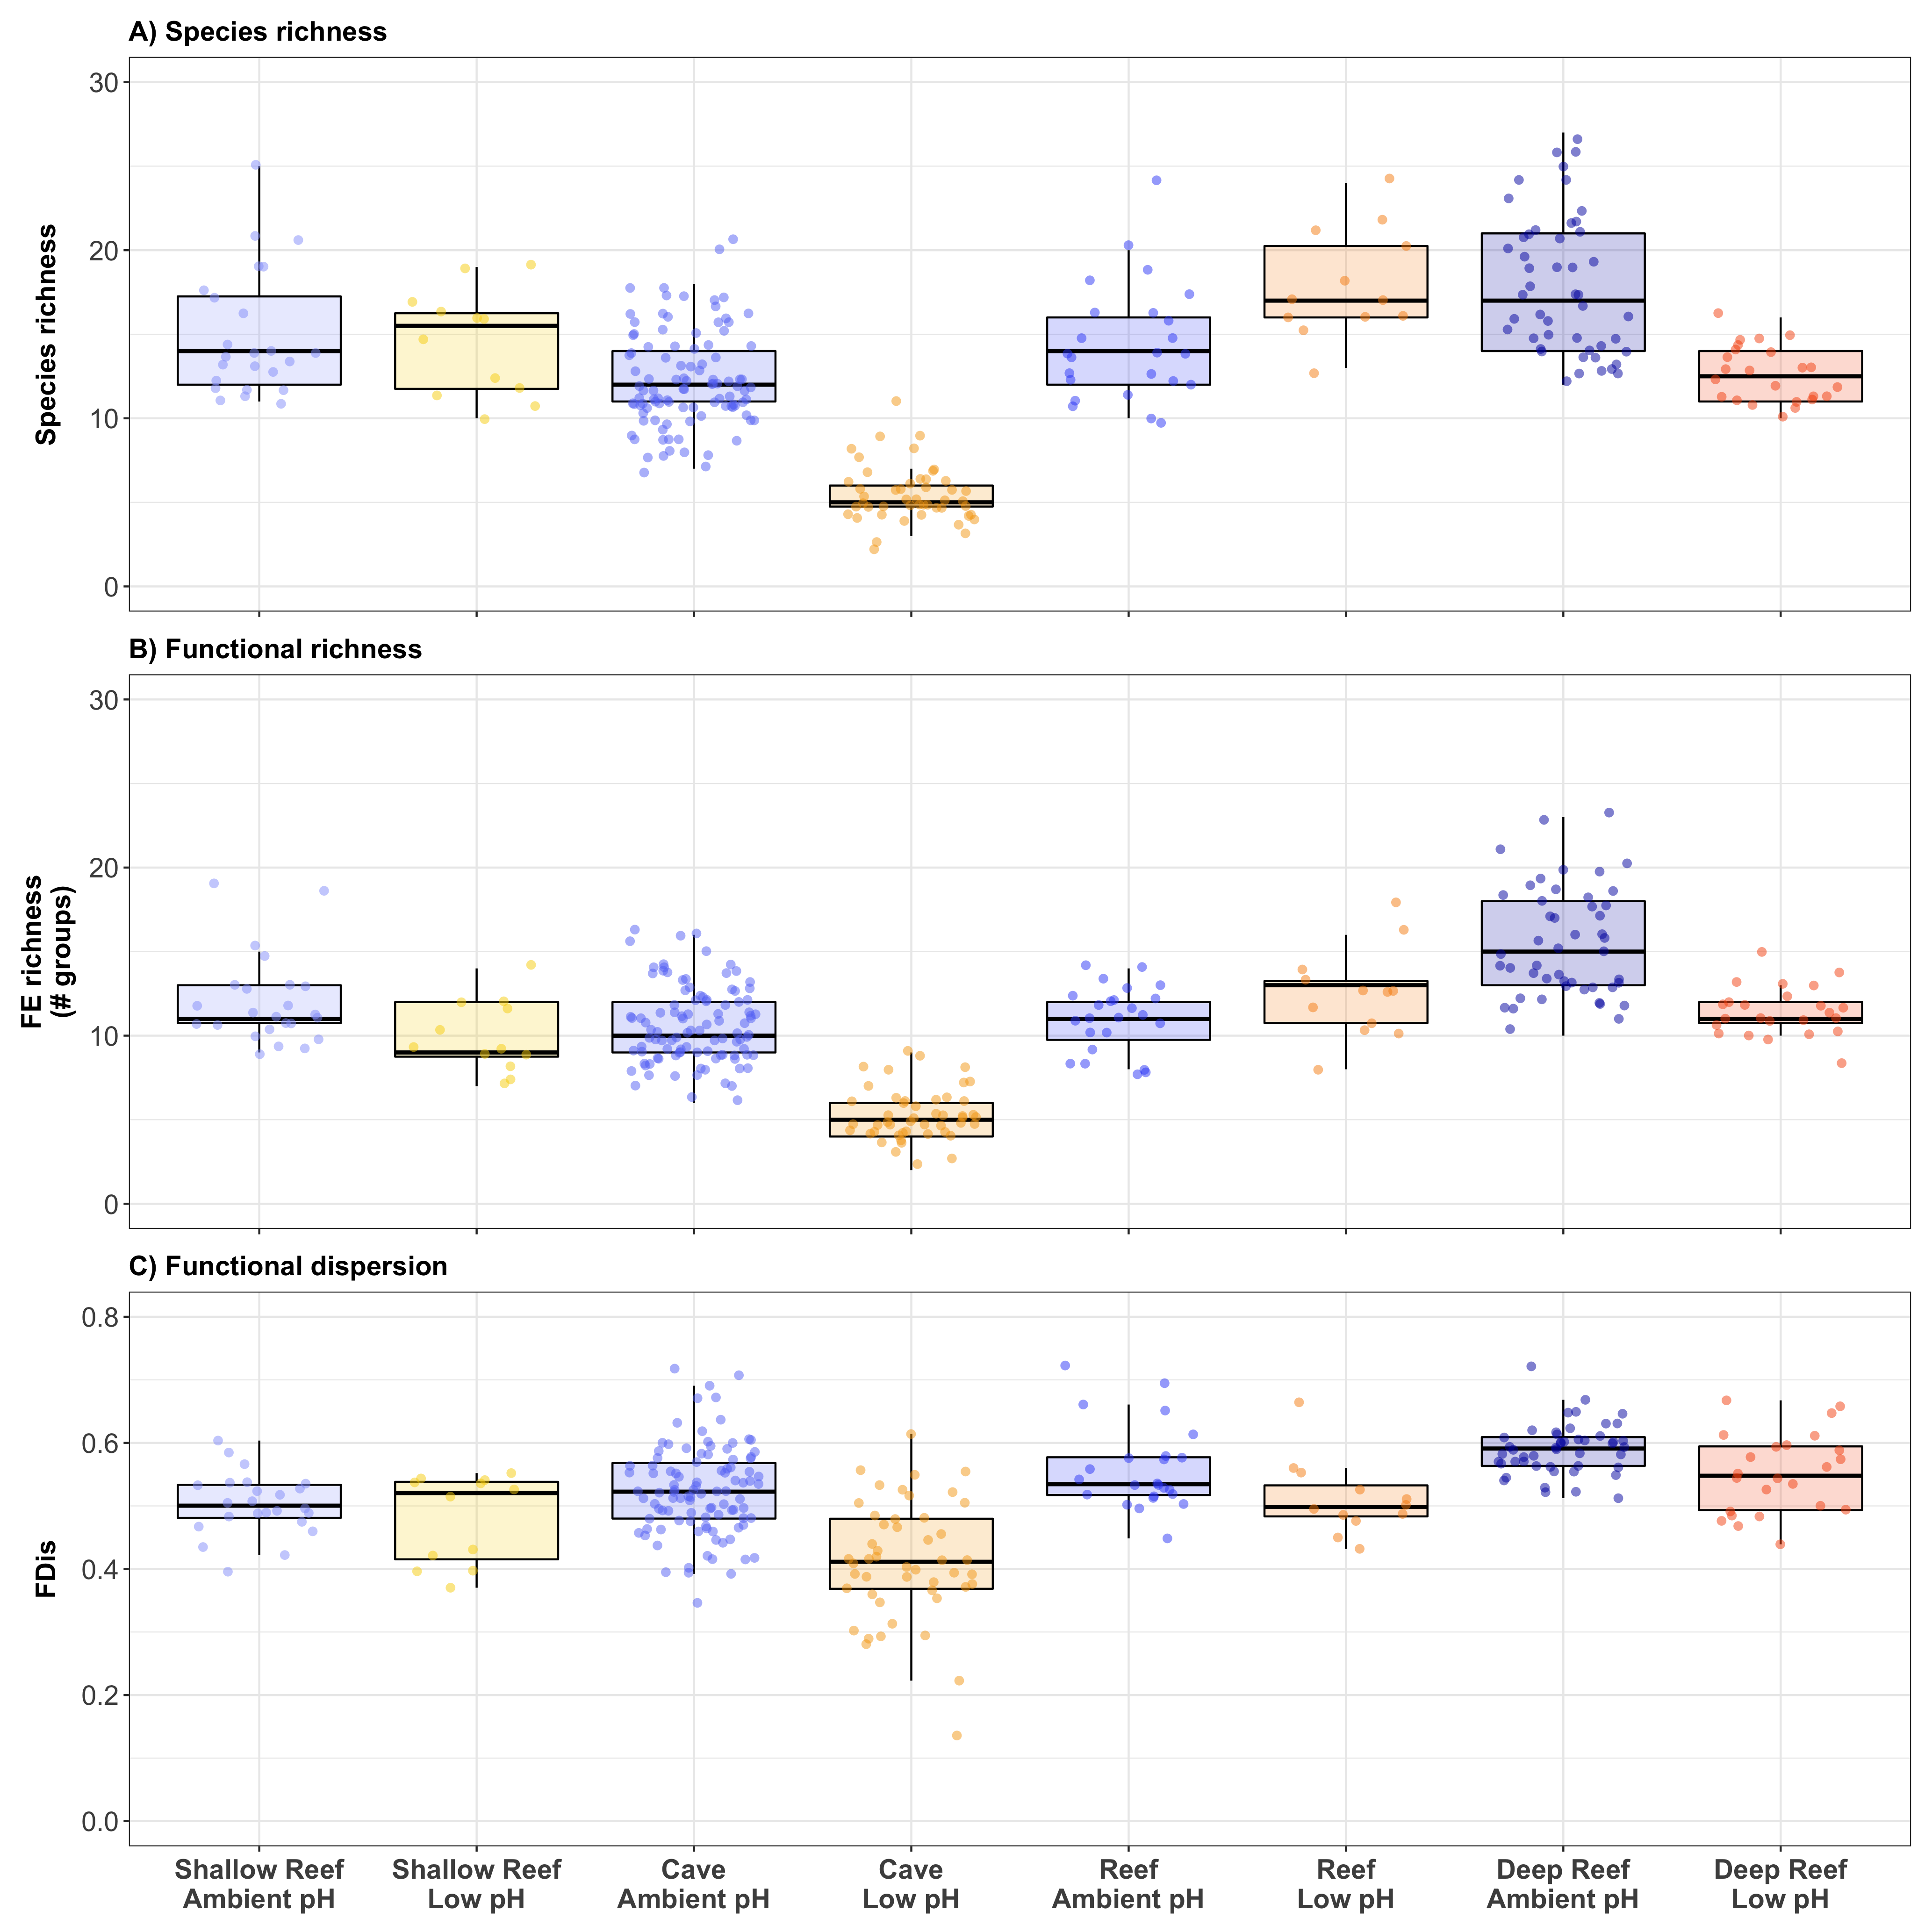 A) Species richness
30
20
10
0
Species richness
B) Functional richness
30
20
10
0
FE richness
(# groups)
C) Functional dispersion
0.8
0.6
0.4
0.2
0.0
FDis
Shallow Reef
Ambient pH
Shallow Reef
Low pH
Cave
Ambient pH
Cave
Low pH
Reef
Ambient pH
Reef
Low pH
Deep Reef
Ambient pH
Deep Reef
Low pH